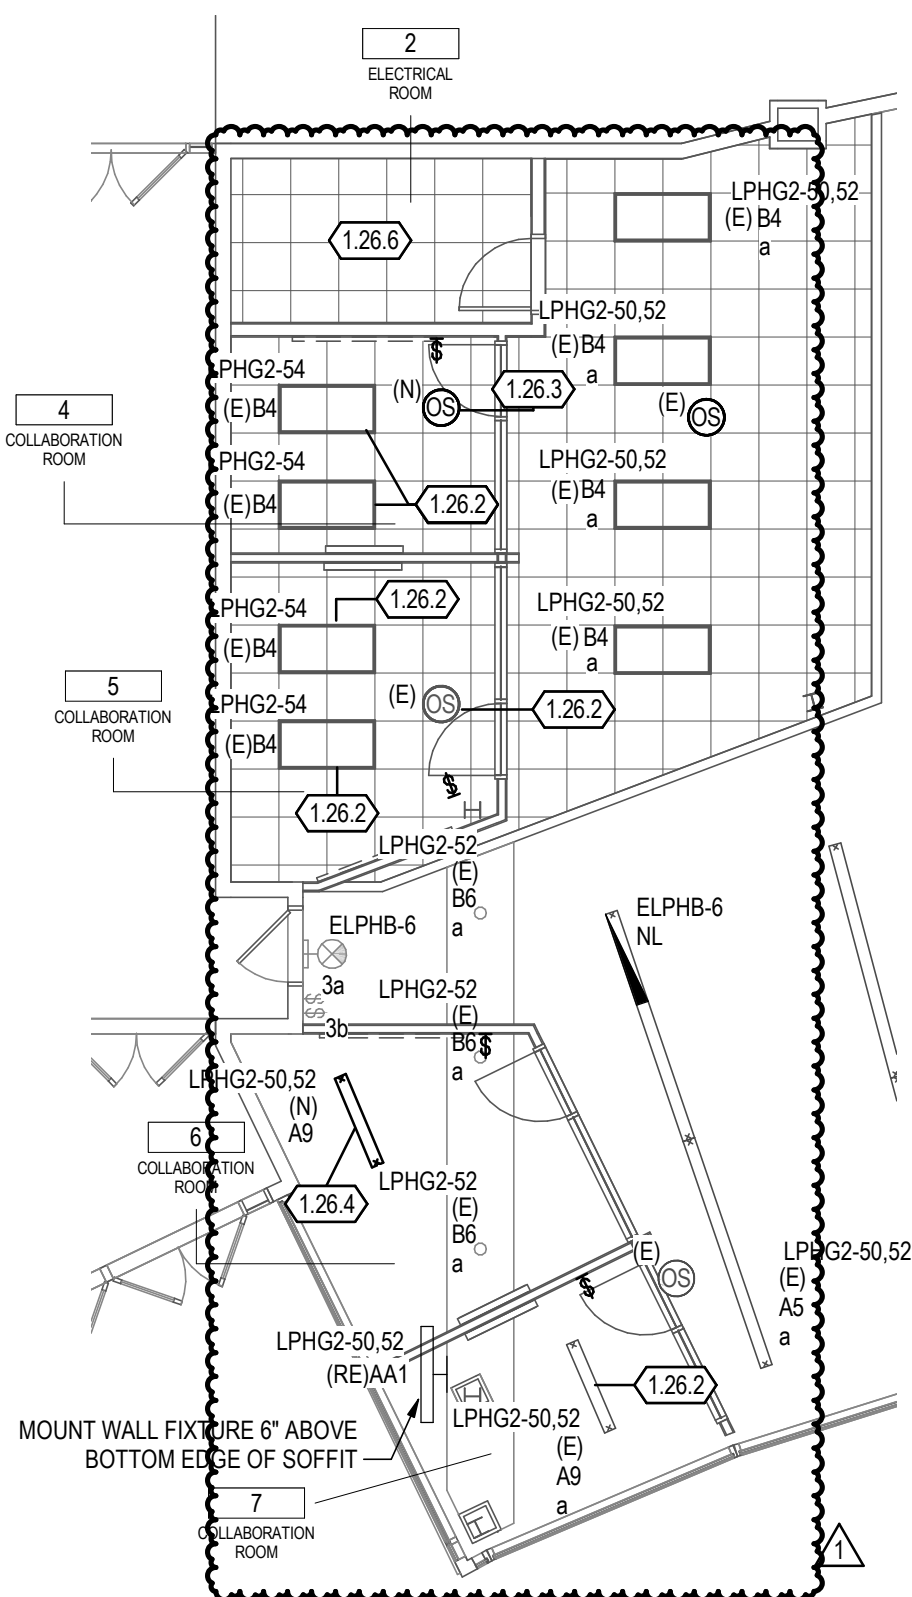 2
ELECTRICAL
ROOM
LPHG2-50,52
(E) B4
a
1.26.6
LPHG2-50,52
(E)B4
a
$
PHG2-54
(E)B4
(N)
OS
1.26.3
(E)
OS
4
COLLABORATION
ROOM
PHG2-54
(E)B4
1.26.2
LPHG2-50,52
(E)B4
a
PHG2-54
(E)B4
1.26.2
LPHG2-50,52
(E) B4
a
5
COLLABORATION
ROOM
(E)
OS
1.26.2
PHG2-54
(E)B4
1.26.2
LPHG2-52
(E)
B6
a
ELPHB-6
NL
ELPHB-6
3a
$$
3b
LPHG2-52
(E)
B6
a
$
LPHG2-50,52
(N)
A9
6
COLLABORATION
ROOM
1.26.4
LPHG2-52
(E)
B6
a
(E)
OS
$
LPHG2-50,52
(E)
A5
a
LPHG2-50,52
(RE)AA1
1.26.2
MOUNT WALL FIXTURE 6" ABOVE
BOTTOM EDGE OF SOFFIT
LPHG2-50,52
(E)
A9
a
7
COLLABORATION
ROOM
1